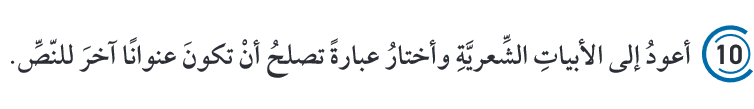 10 أعودُ إلى الأبياتِ الشِّعريَّةِ وأختارُ عبارةً تصلحُ أنْ تكونَ عنوانًا آخرَ للنّصِّ.